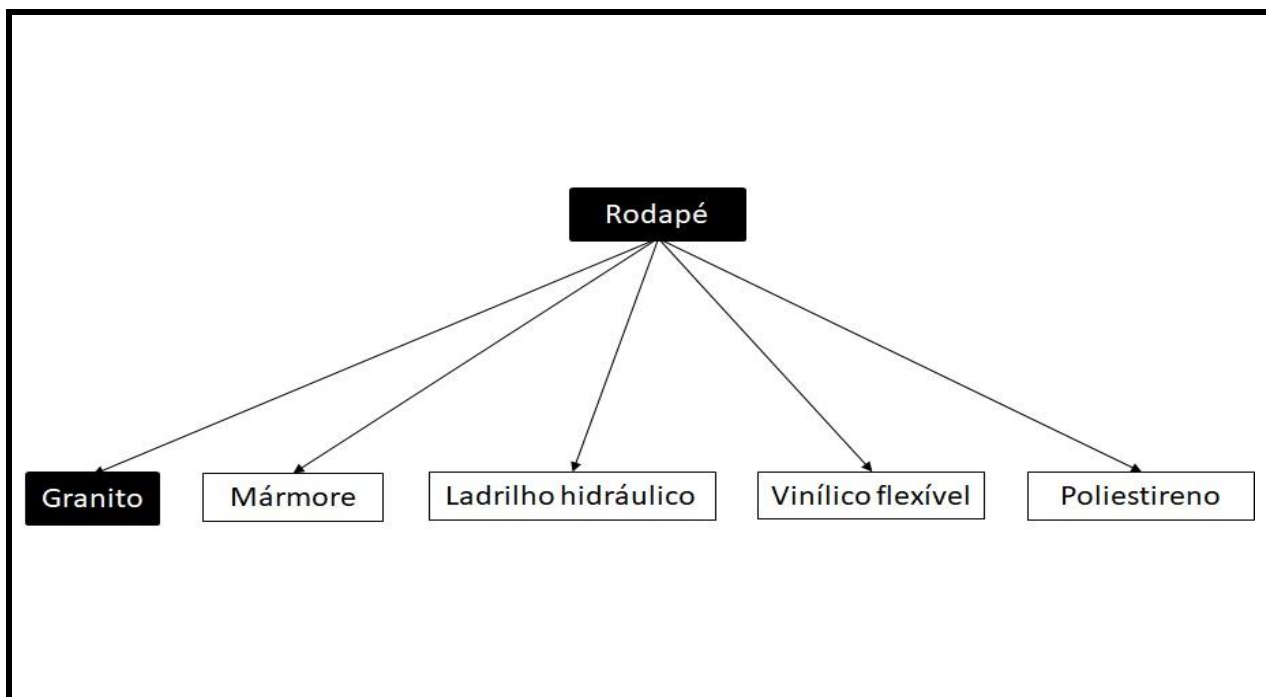 Rodapé
Granito
Mármore
Ladrilho hidráulico
Vinílico flexível
Poliestireno